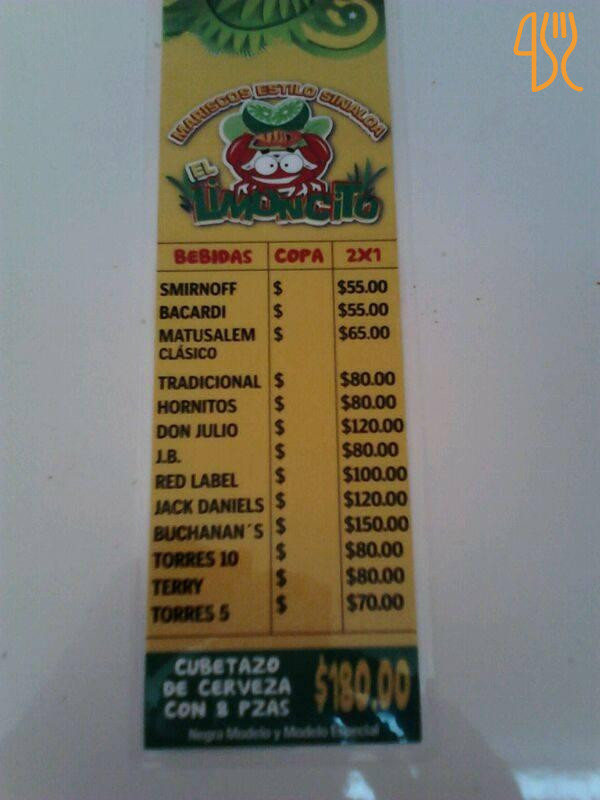 MARISCOS ESTILO SINALOA
EL
LIMONCITO
BEBIDAS COPA 2X1
SMIRNOFF $ $55.00
BACARDI $ $55.00
MATUSALEM $ $65.00
CLÁSICO
TRADICIONAL $ $80.00
HORNITOS $ $80.00
DON JULIO $ $120.00
J.B. $ $80.00
RED LABEL $ $100.00
JACK DANIELS $ $120.00
BUCHANAN´S $ $150.00
TORRES 10 $ $80.00
TERRY $ $80.00
TORRES 5 $ $70.00
CUBETAZO
DE CERVEZA $180.00
CON 8 PZAS
Negra Modelo y Modelo Especial